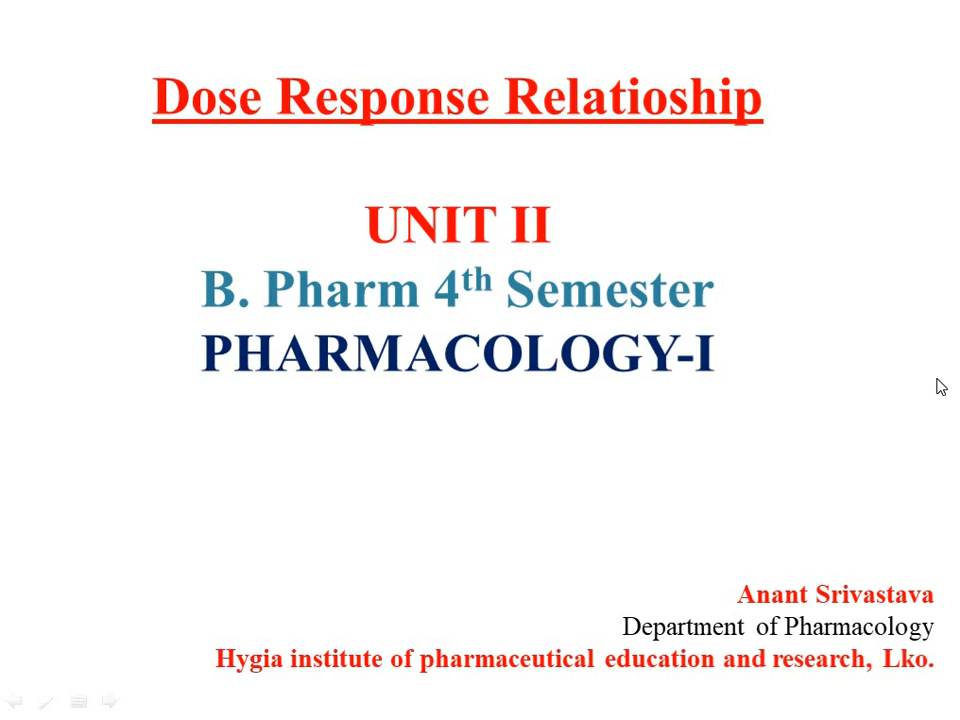 Dose Response Relatioship
UNIT II
B. Pharm 4th Semester
PHARMACOLOGY-I
Anant Srivastava
Department of Pharmacology
Hygia institute of pharmaceutical education and research, Lko.